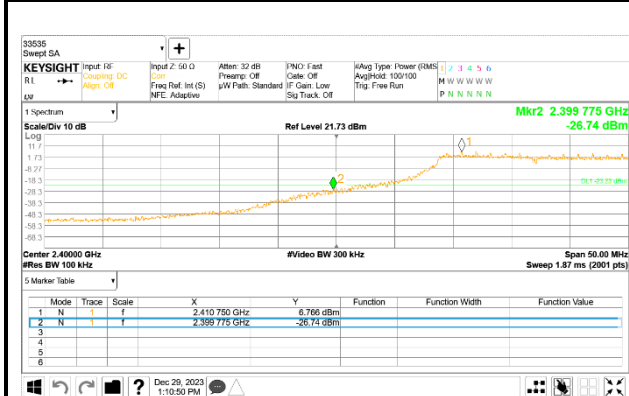 33535
Swept SA
KEYSIGHT Input: RF Input Z: 50 Ω Atten: 32 dB PNO: Fast #Avg Type: Power (RMS) 1 2 3 4 5 6
RL Coupling: DC Corr Preamp: Off Gate: Off Avg|Hold: 100/100 M W W W W W
Align: Off Freq Ref: Int (S) µW Path: Standard IF Gain: Low Trig: Free Run
NFE: Adaptive Sig Track: Off P N N N N N
1 Spectrum Mkr2 2.399 775 GHz
Scale/Div 10 dB Ref Level 21.73 dBm -26.74 dBm
Log
11.7
1
1.73
-8.27
-18.3
2
-28.3
-38.3
-48.3
-58.3
-68.3
Center 2.40000 GHz #Video BW 300 kHz Span 50.00 MHz
#Res BW 100 kHz Sweep 1.87 ms (2001 pts)
5 Marker Table
Mode Trace Scale X Y Function Function Width Function Value
1 N 1 f 2.410 750 GHz 6.766 dBm
2 N 1 f 2.399 775 GHz -26.74 dBm
3
4
5
6
? Dec 29, 2023
1:10:50 PM